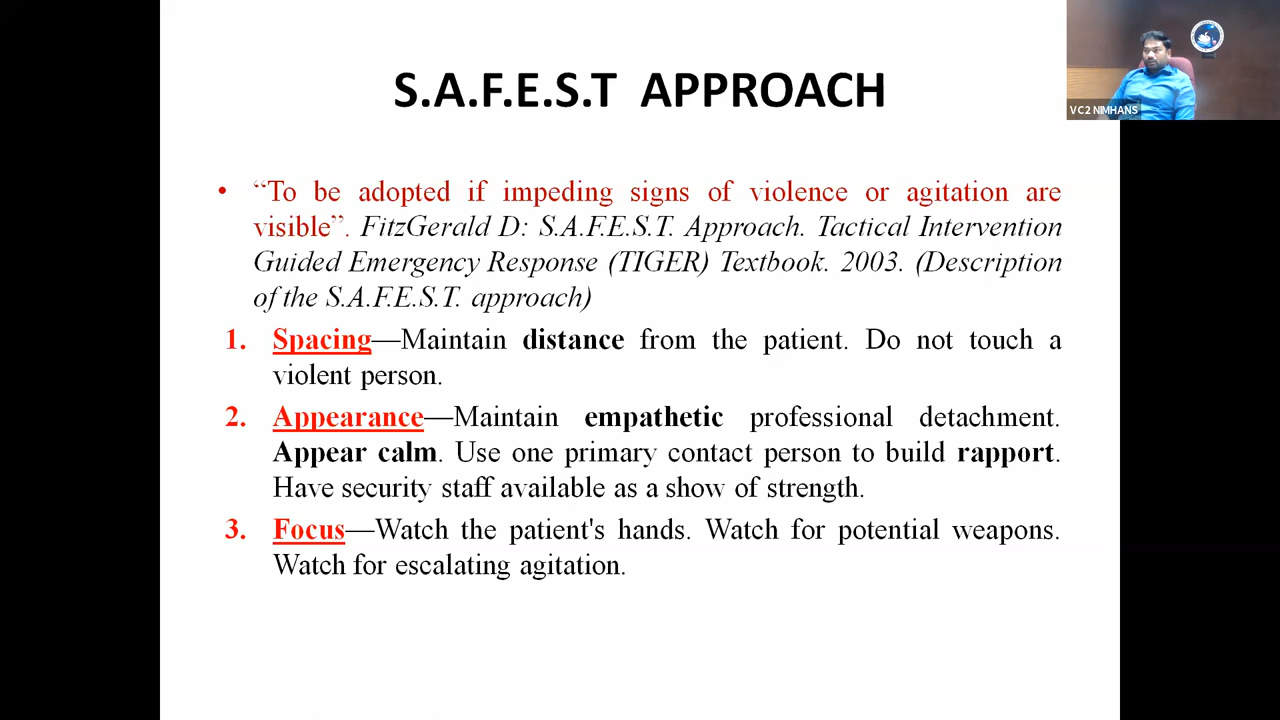 S.A.F.E.S.T APPROACH
VC2 NIMHANS
• “To be adopted if impeding signs of violence or agitation are
visible”. FitzGerald D: S.A.F.E.S.T. Approach. Tactical Intervention
Guided Emergency Response (TIGER) Textbook. 2003. (Description
of the S.A.F.E.S.T. approach)
1. Spacing—Maintain distance from the patient. Do not touch a
violent person.
2. Appearance—Maintain empathetic professional detachment.
Appear calm. Use one primary contact person to build rapport.
Have security staff available as a show of strength.
3. Focus—Watch the patient's hands. Watch for potential weapons.
Watch for escalating agitation.